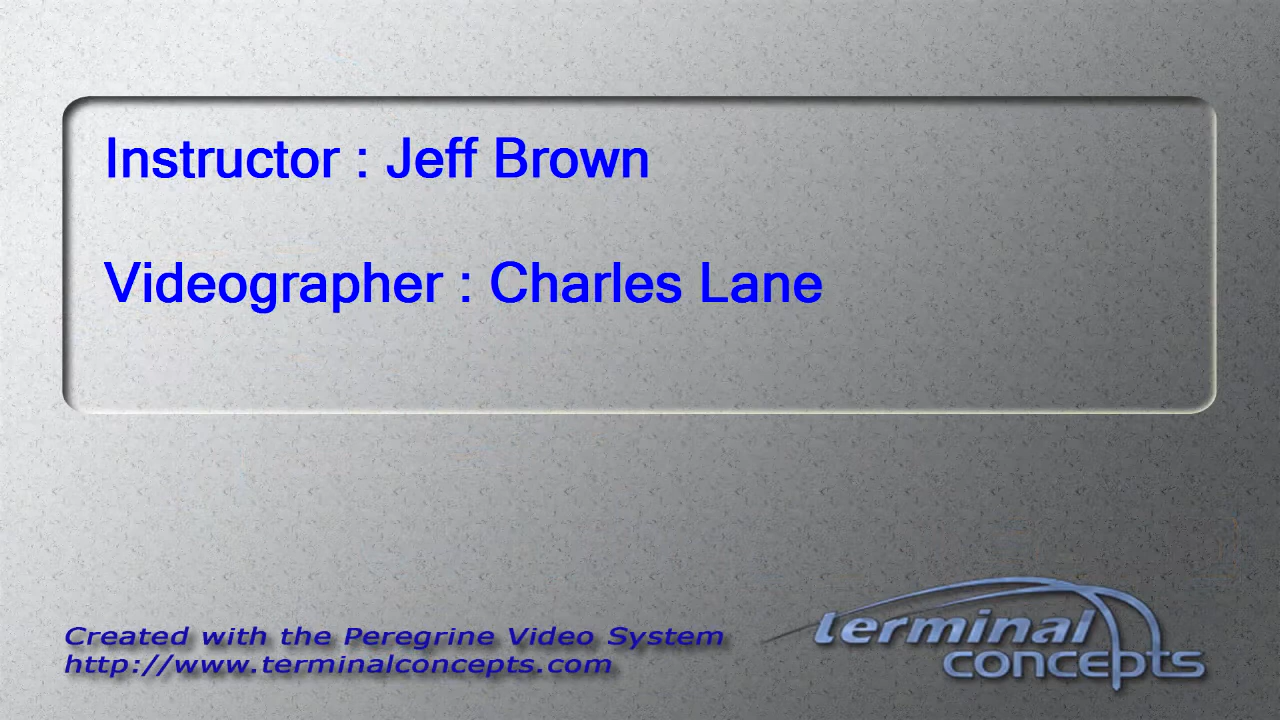 Instructor : Jeff Brown
Videographer : Charles Lane
Created with the Peregrine Video System
http://www.terminalconcepts.com
terminal
concepts